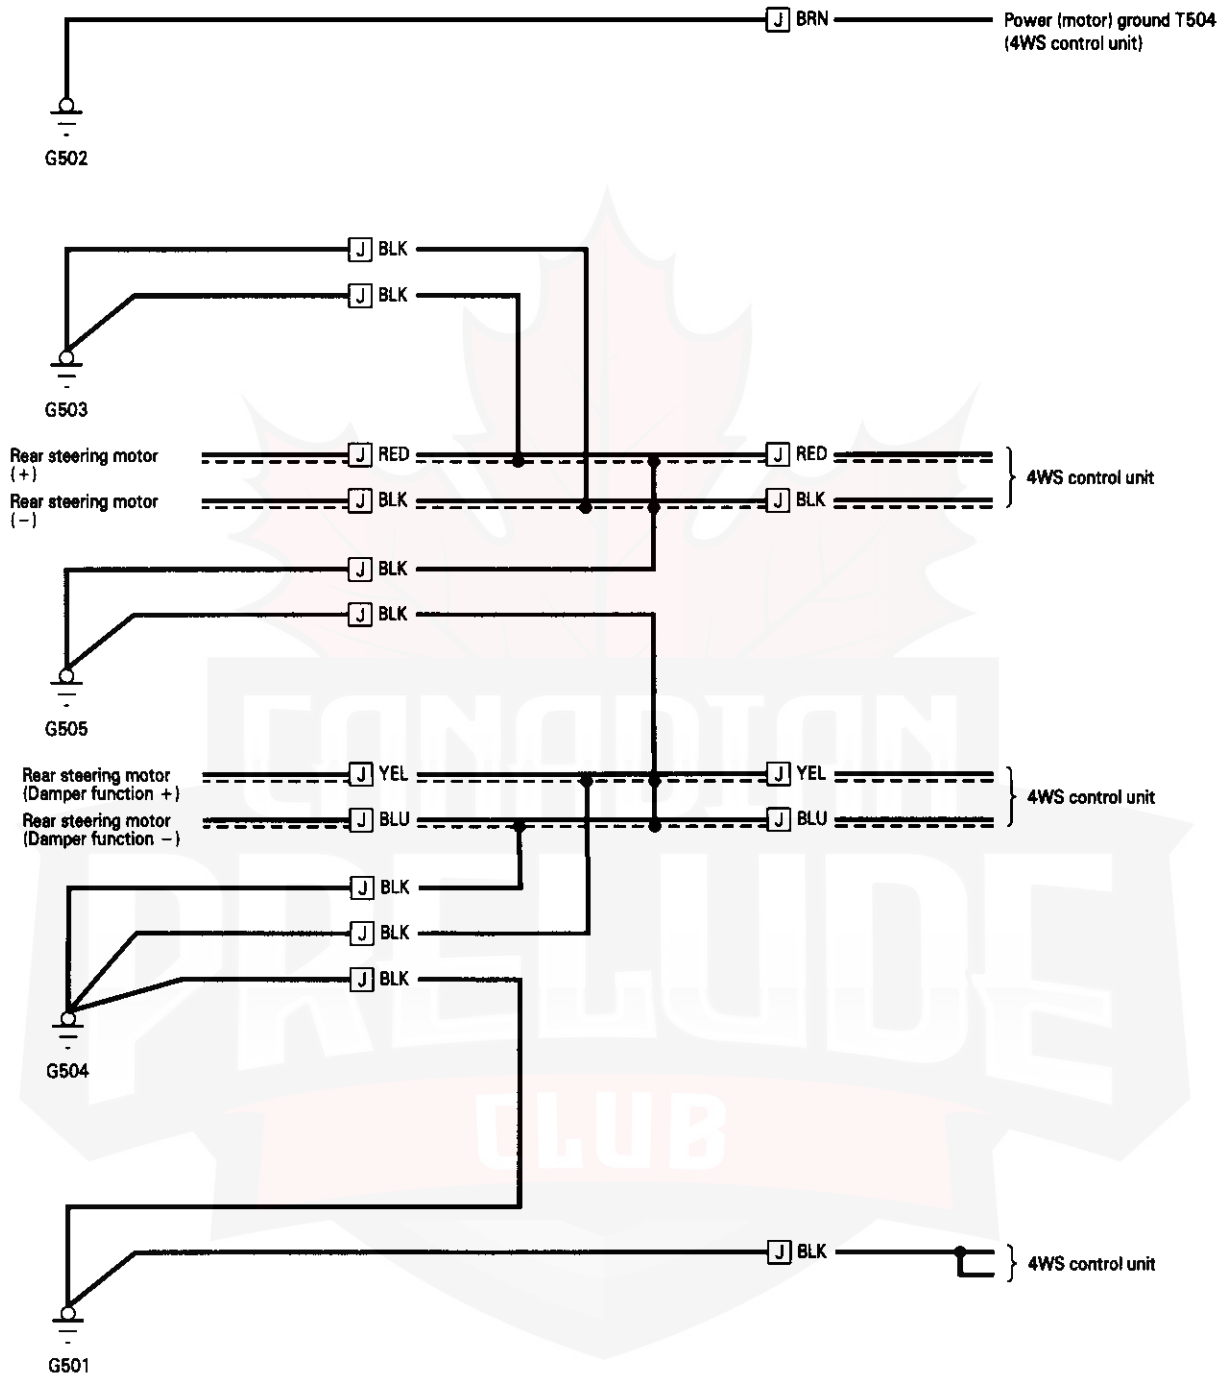 J BRN Power (motor) ground T504
(4WS control unit)
G502
J BLK
J BLK
G503
Rear steering motor J RED J RED
(+)
4WS control unit
Rear steering motor J BLK J BLK
(−)
J BLK
J BLK
G505
CANADIAN
Rear steering motor J YEL J YEL
(Damper function +)
4WS control unit
Rear steering motor J BLU J BLU
(Damper function −)
PRELUDE
J BLK
J BLK
J BLK
G504
CLUB
J BLK 4WS control unit
G501